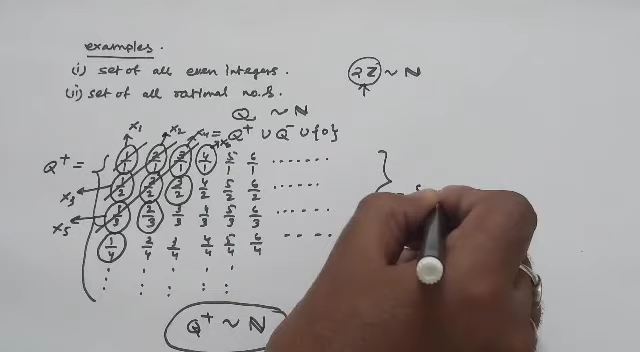 examples.
(i) set of all even integers.
2ℤ ~ ℕ
(ii) set of all rational no.s.
Q ~ ℕ
= Q⁺ ∪ Q⁻ ∪ {0}
x₁ x₂ x₄
Q⁺ = { 1/1 2/1 3/1 4/1 5/1 6/1 ......
x₃ 1/2 2/2 3/2 4/2 5/2 6/2 ...... }
x₅ 1/3 2/3 3/3 4/3 5/3 6/3 ......
1/4 2/4 3/4 4/4 5/4 6/4 ....
: : : : :
Q⁺ ~ ℕ